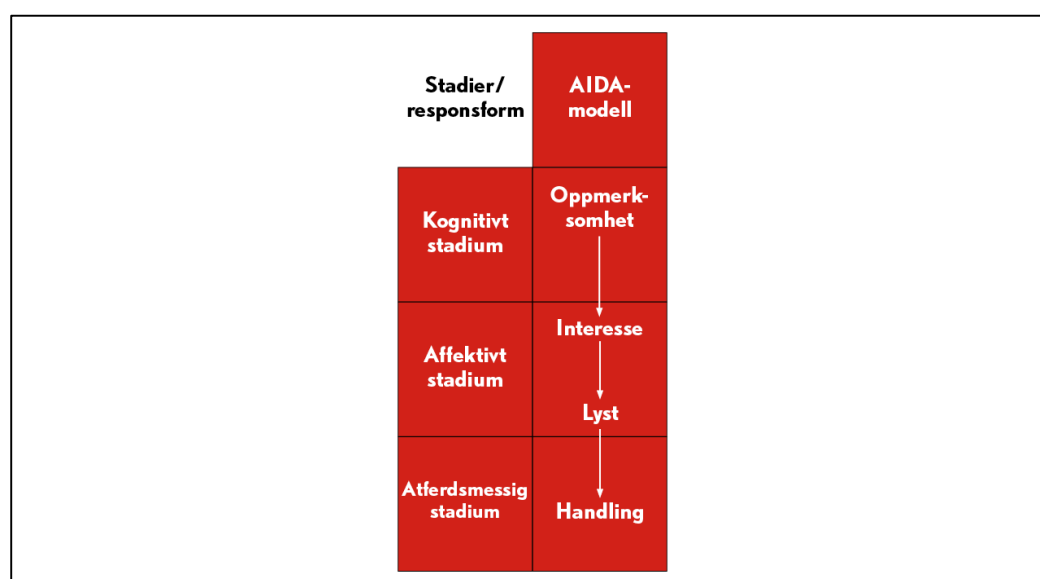 Stadier/
responsform
AIDA-
modell
Kognitivt
stadium
Oppmerk-
somhet
Affektivt
stadium
Interesse
Lyst
Atferdsmessig
stadium
Handling